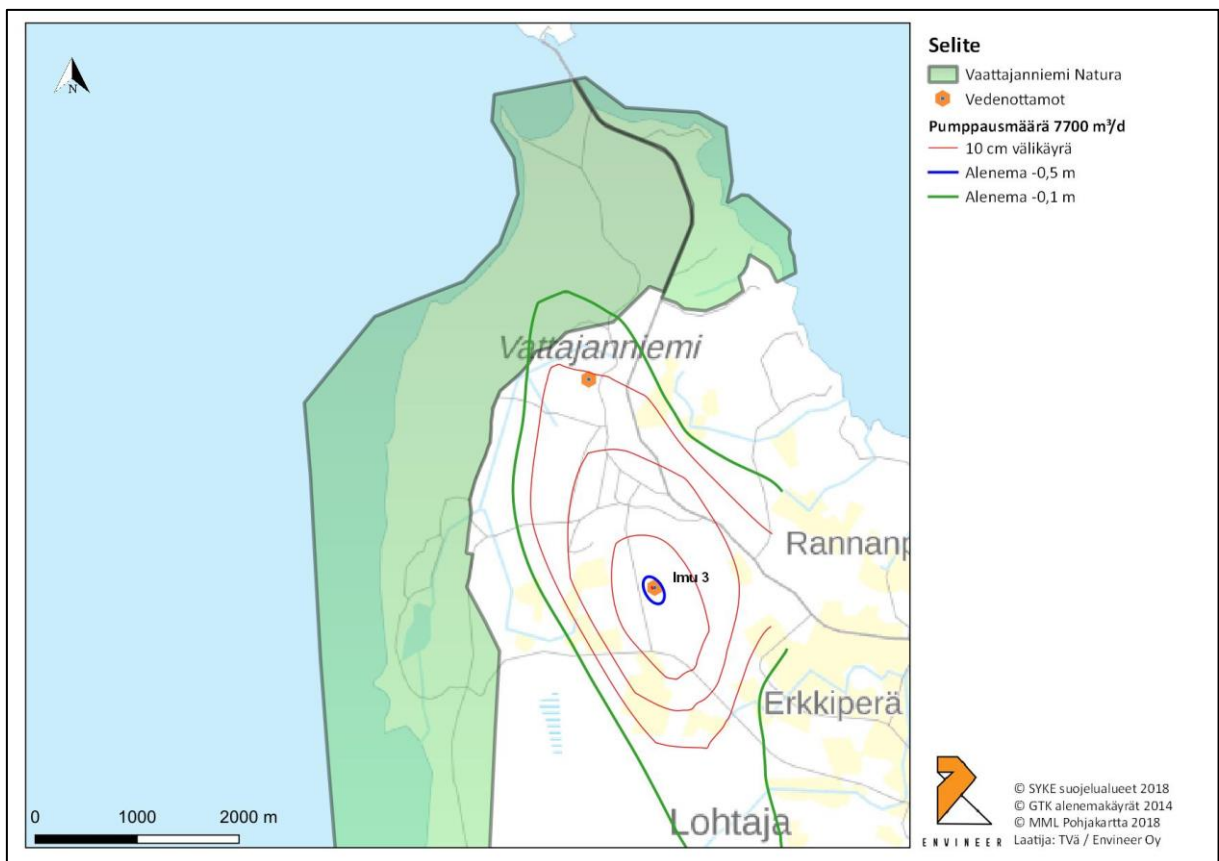 N
Vattajanniemi
Imu 3
Erkkiperä
Lohtaja
0 1000 2000 m
Selite
Vaattajanniemi Natura
Vedenottamot
Pumppausmäärä 7700 m³/d
10 cm välikäyrä
Alenema -0,5 m
Alenema -0,1 m
Rannanp
ENVINEER
© SYKE suojelualueet 2018
© GTK alenemakäyrät 2014
© MML Pohjakartta 2018
Laatija: TVä / Envineer Oy